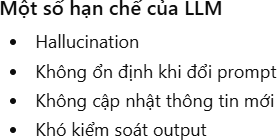 Một số hạn chế của LLM
• Hallucination
• Không ổn định khi đổi prompt
• Không cập nhật thông tin mới
• Khó kiểm soát output